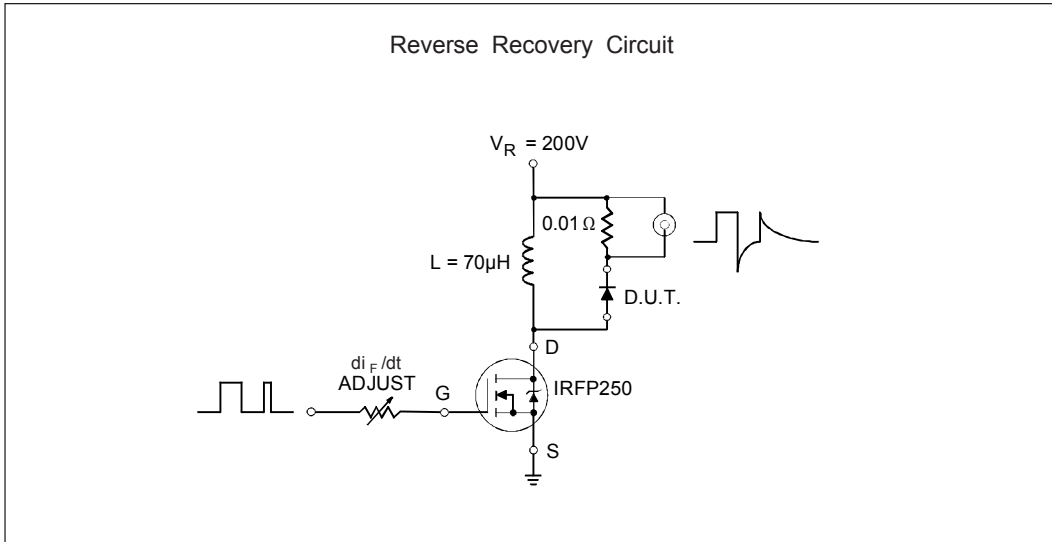 Reverse Recovery Circuit
V_R = 200V
0.01 Ω
L = 70µH
D.U.T.
di_F/dt
ADJUST
G
D
IRFP250
S